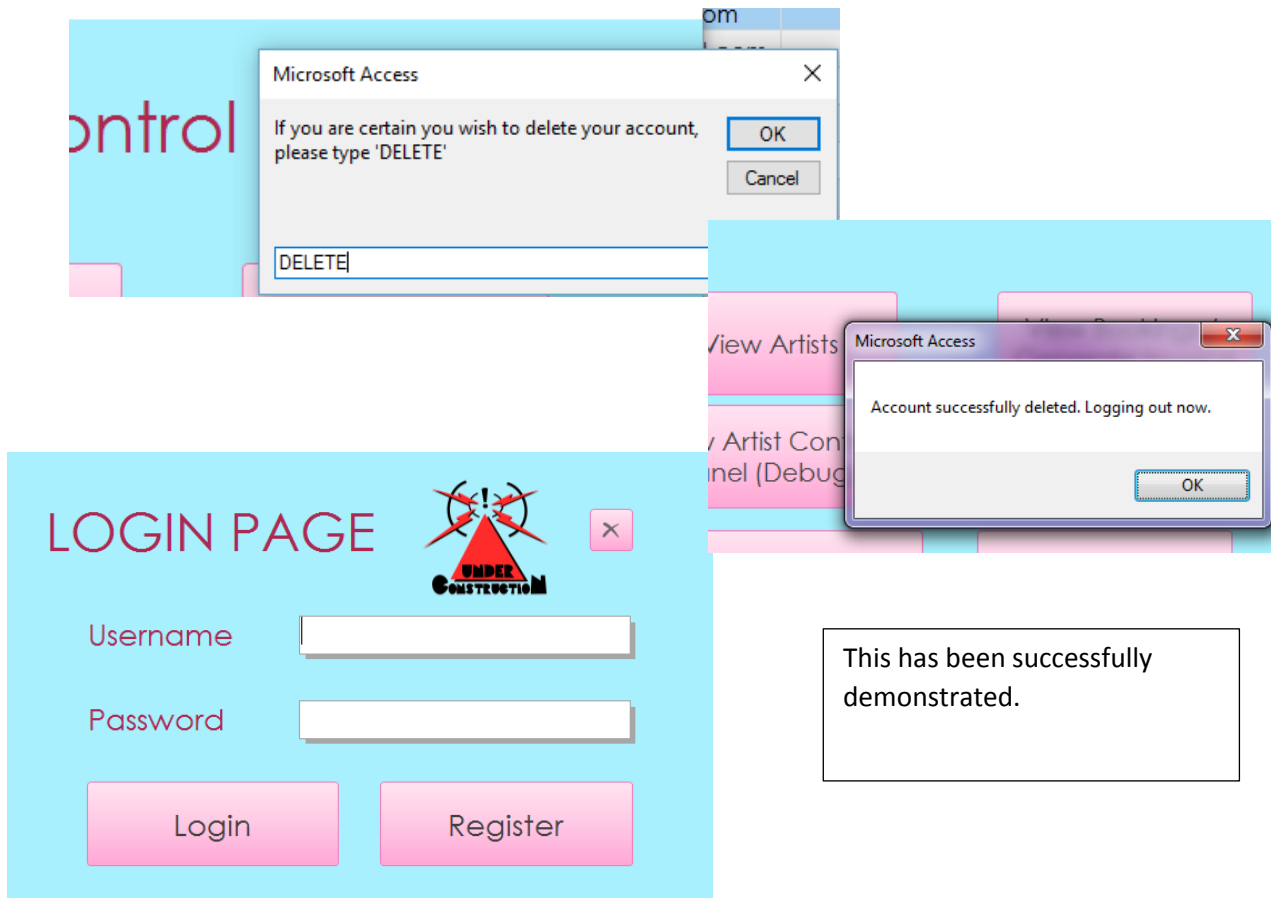 om
Microsoft Access
ontrol
If you are certain you wish to delete your account,
please type 'DELETE'
OK
Cancel
DELETE
View Artists
Microsoft Access
Account successfully deleted. Logging out now.
OK
Artist Con
nel (Debug
LOGIN PAGE
UNDER
CONSTRUCTION
Username
Password
Login
Register
This has been successfully
demonstrated.